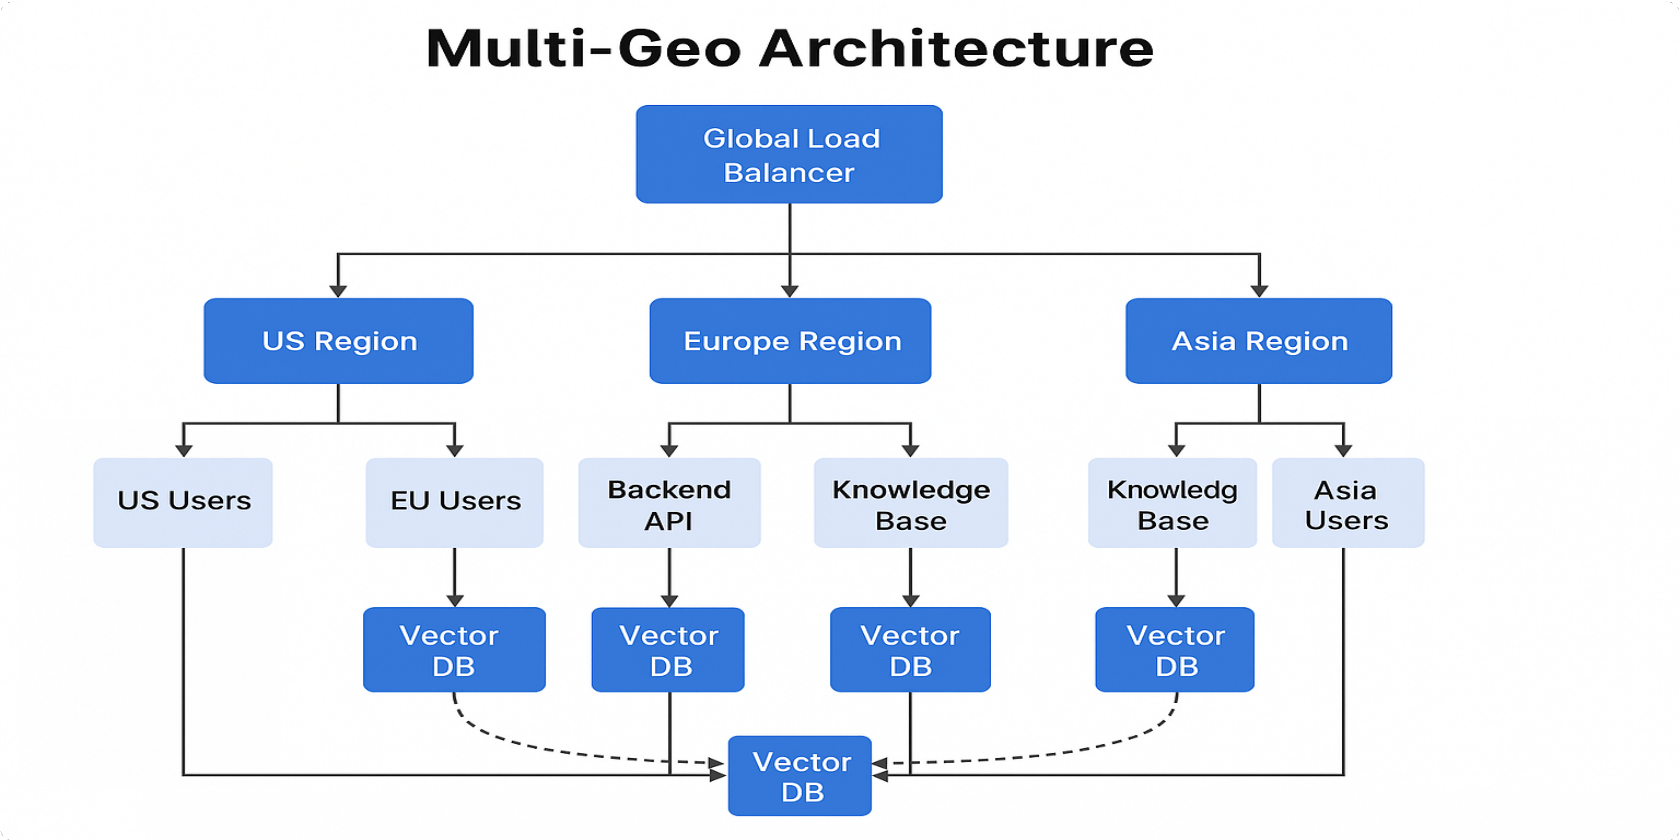 Multi-Geo Architecture
Global Load
Balancer
US Region
Europe Region
Asia Region
US Users
EU Users
Backend
API
Knowledge
Base
Knowledg
Base
Asia
Users
Vector
DB
Vector
DB
Vector
DB
Vector
DB
Vector
DB